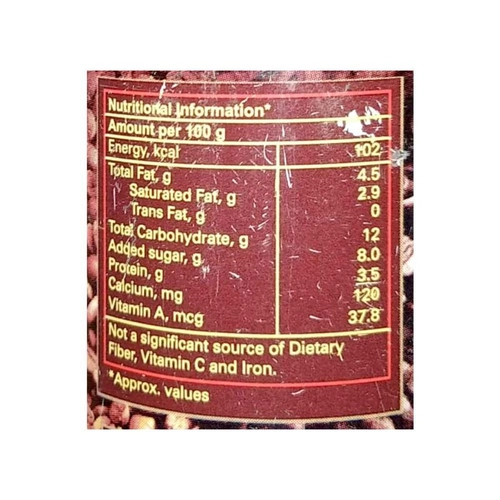 Nutritional Information*
Amount per 100 g
Energy, kcal 102
Total Fat, g 4.5
Saturated Fat, g 2.9
Trans Fat, g 0
Total Carbohydrate, g 12
Added sugar, g 8.0
Protein, g 3.5
Calcium, mg 120
Vitamin A, mcg 37.8
Not a significant source of Dietary
Fiber, Vitamin C and Iron.
*Approx. values